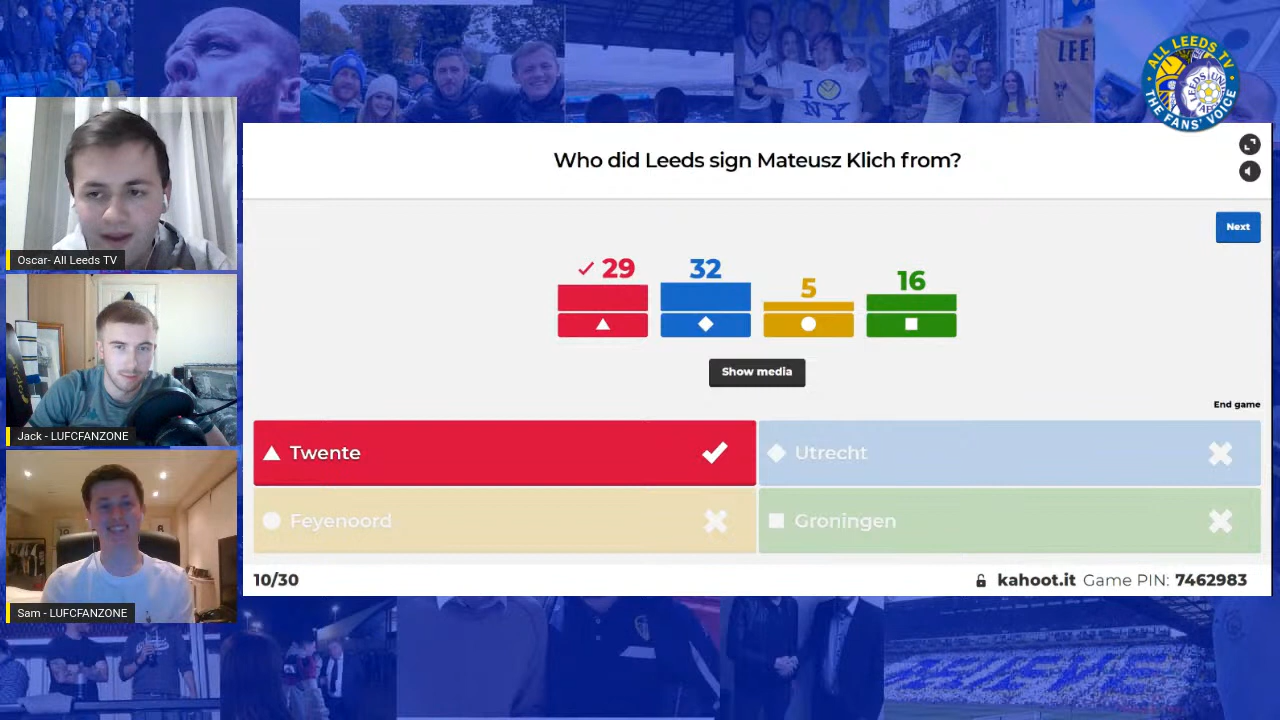 ALL LEEDS TV
THE FANS' VOICE
LEE
I
NY
Who did Leeds sign Mateusz Klich from?
Next
29
32
5
16
Show media
End game
Twente
Utrecht
Feyenoord
Groningen
10/30
kahoot.it Game PIN: 7462983
Oscar- All Leeds TV
Jack - LUFCFANZONE
Sam - LUFCFANZONE